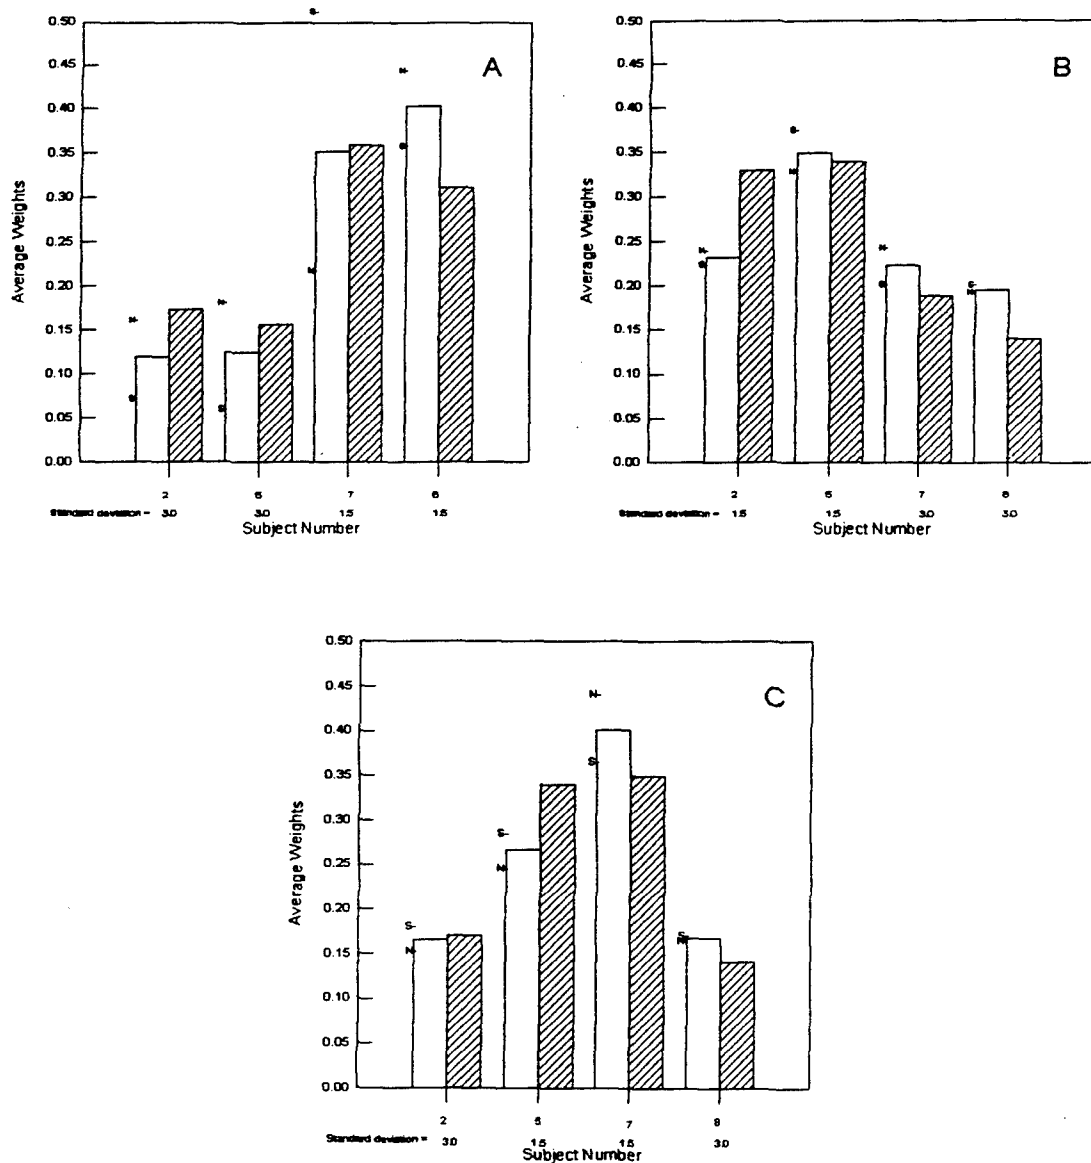 A
Average Weights
0.50
0.45
0.40
0.35
0.30
0.25
0.20
0.15
0.10
0.05
0.00
S
N
N
S
N
N
N
S
S
2 5 7 8
Standard deviation = 3.0 3.0 1.5 1.5
Subject Number
B
Average Weights
0.50
0.45
0.40
0.35
0.30
0.25
0.20
0.15
0.10
0.05
0.00
S
N
N
S
N
S
S
N
2 5 7 8
Standard deviation = 1.5 1.5 3.0 3.0
Subject Number
C
Average Weights
0.50
0.45
0.40
0.35
0.30
0.25
0.20
0.15
0.10
0.05
0.00
N
S
S
N
S
N
S
N
2 5 7 8
Standard deviation = 3.0 1.5 1.5 3.0
Subject Number